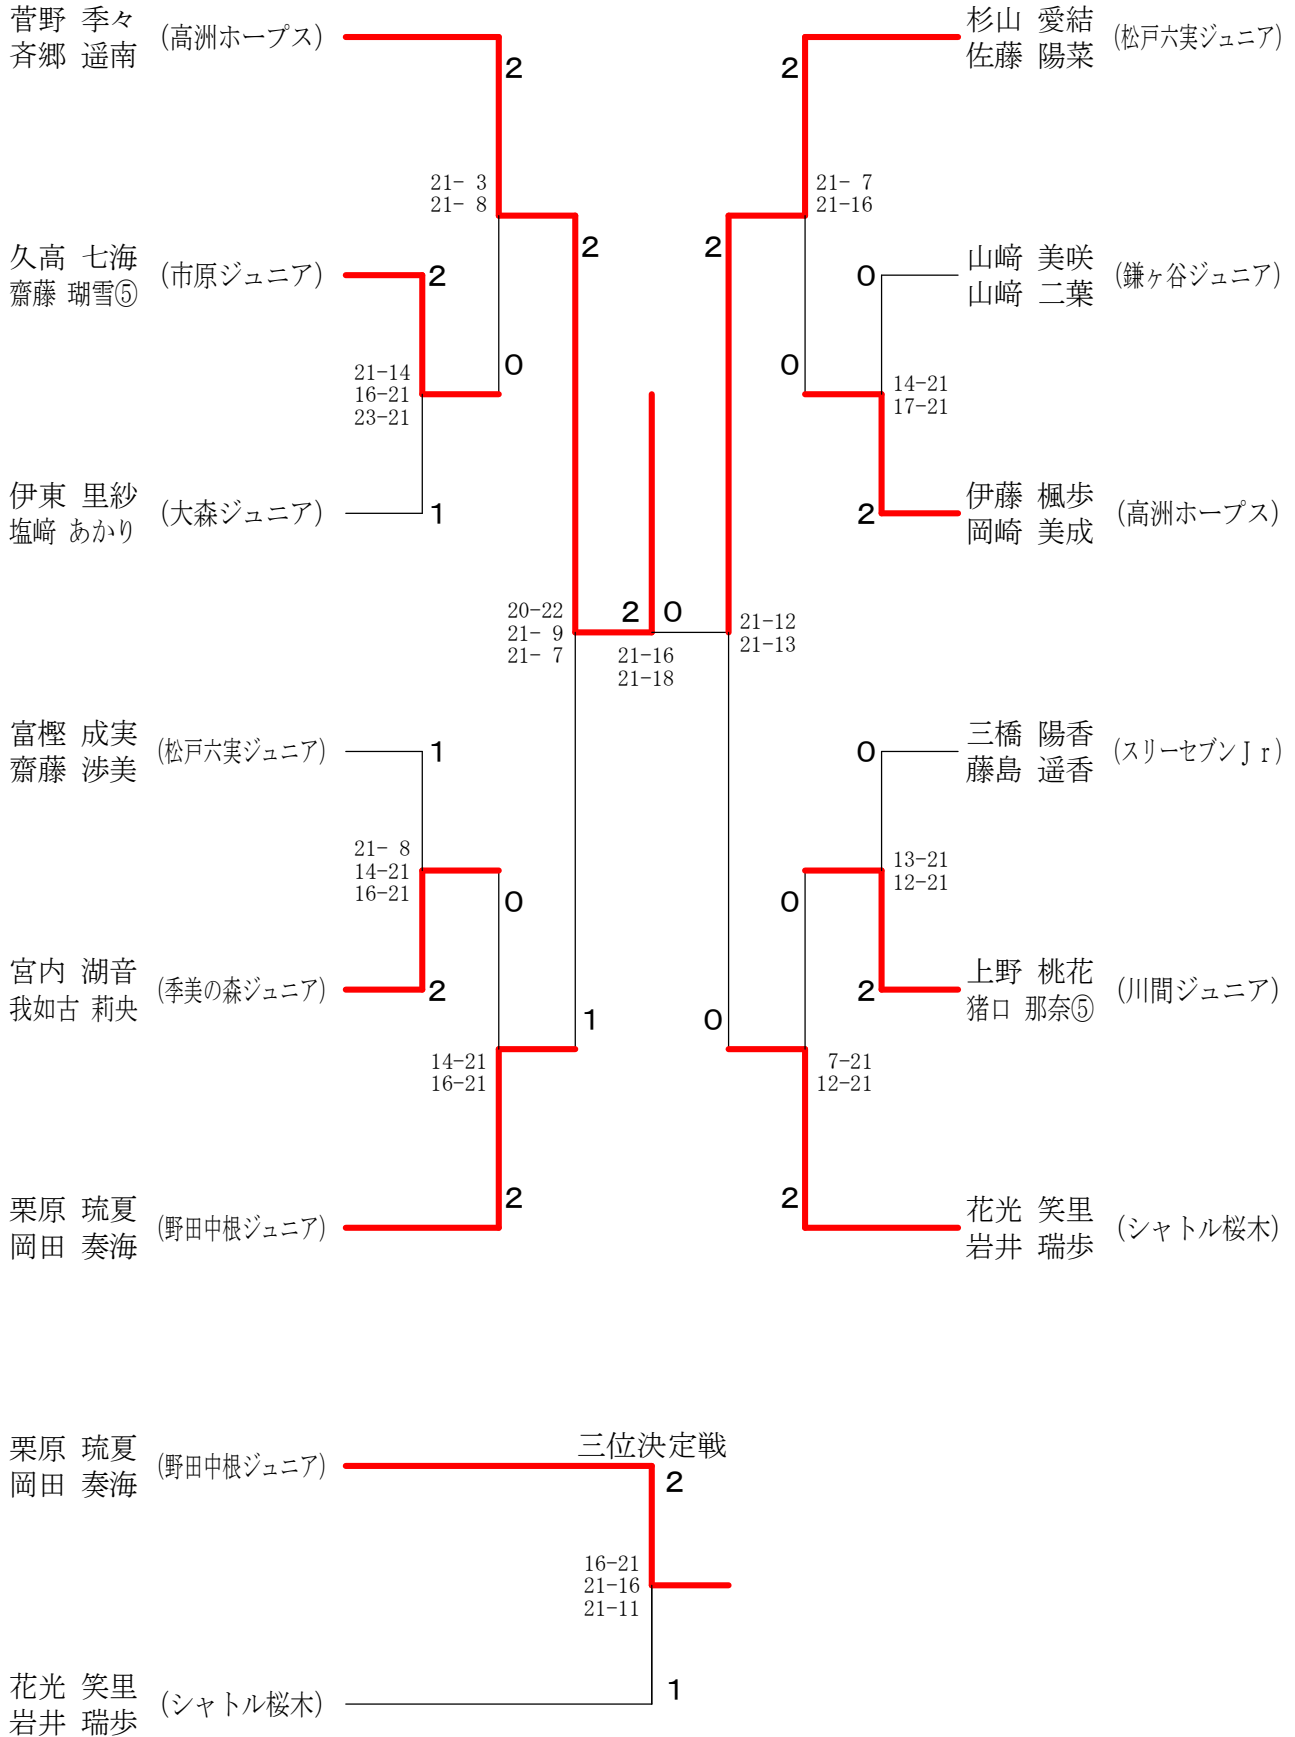 菅野 季々
斉郷 遥南
(高洲ホープス)
2
21- 3
21- 8
2
久高 七海
齋藤 瑚雪⑤
(市原ジュニア)
2
0
21-14
16-21
23-21
伊東 里紗
塩﨑 あかり
(大森ジュニア)
1
20-22
21- 9
21- 7
2 0
21-16
21-18
富樫 成実
齋藤 渉美
(松戸六実ジュニア)
1
21- 8
14-21
16-21
0
宮内 湖音
我如古 莉央
(季美の森ジュニア)
2
1
14-21
16-21
栗原 琉夏
岡田 奏海
(野田中根ジュニア)
2
杉山 愛結
佐藤 陽菜
(松戸六実ジュニア)
2
21- 7
21-16
2
山﨑 美咲
山﨑 二葉
(鎌ヶ谷ジュニア)
0
0
14-21
17-21
伊藤 楓歩
岡崎 美成
(高洲ホープス)
2
21-12
21-13
三橋 陽香
藤島 遥香
(スリーセブンＪｒ)
0
13-21
12-21
0
上野 桃花
猪口 那奈⑤
(川間ジュニア)
2
0
7-21
12-21
花光 笑里
岩井 瑞歩
(シャトル桜木)
2
三位決定戦
栗原 琉夏
岡田 奏海
(野田中根ジュニア)
2
16-21
21-16
21-11
花光 笑里
岩井 瑞歩
(シャトル桜木)
1